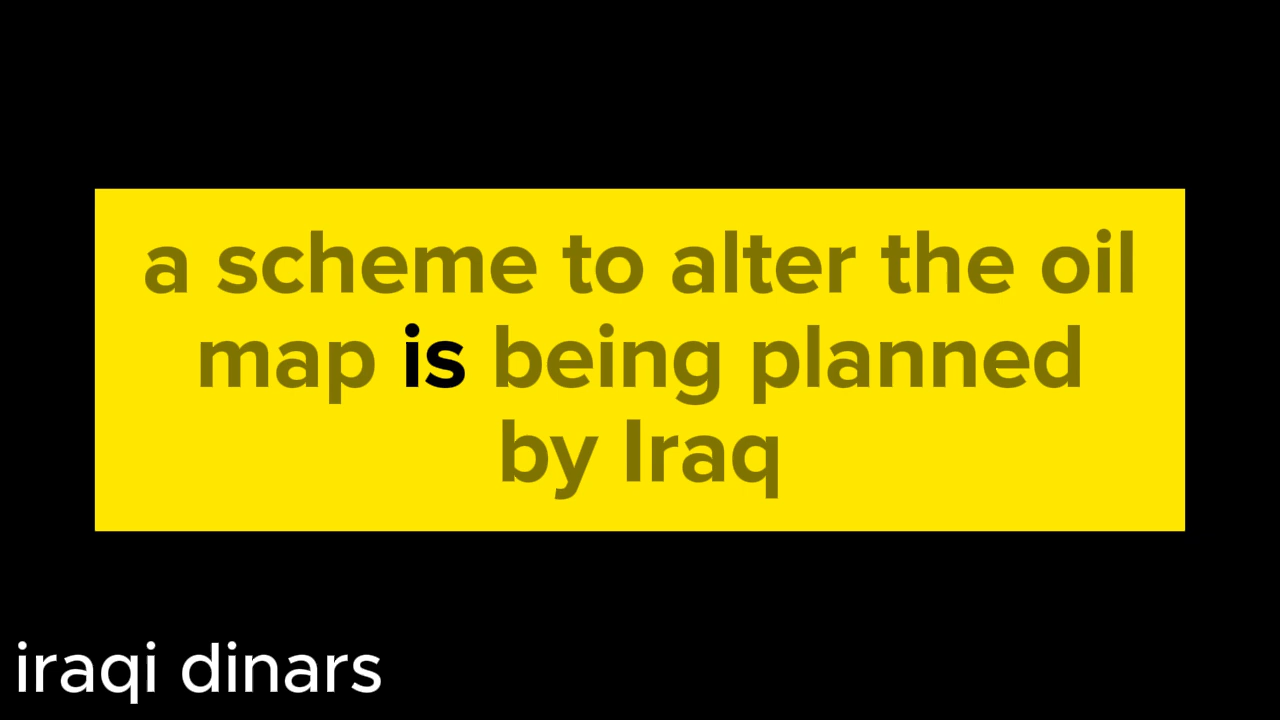 a scheme to alter the oil
map is being planned
by Iraq
iraqi dinars